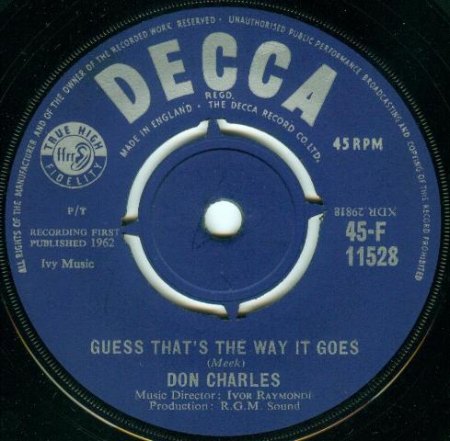 ALL RIGHTS OF THE MANUFACTURER AND OF THE OWNER OF THE RECORDED WORK RESERVED · UNAUTHORISED PUBLIC PERFORMANCE, BROADCASTING AND COPYING OF THIS RECORD PROHIBITED
DECCA
REGD.
MADE IN ENGLAND · THE DECCA RECORD CO. LTD.
TRUE HIGH
ffrr
FIDELITY
45 RPM
P/T
RECORDING FIRST
PUBLISHED 1962
Ivy Music
XDR 29818
45-F
11528
GUESS THAT'S THE WAY IT GOES
(Meek)
DON CHARLES
Music Director: IVOR RAYMONDE
Production: R.G.M. Sound